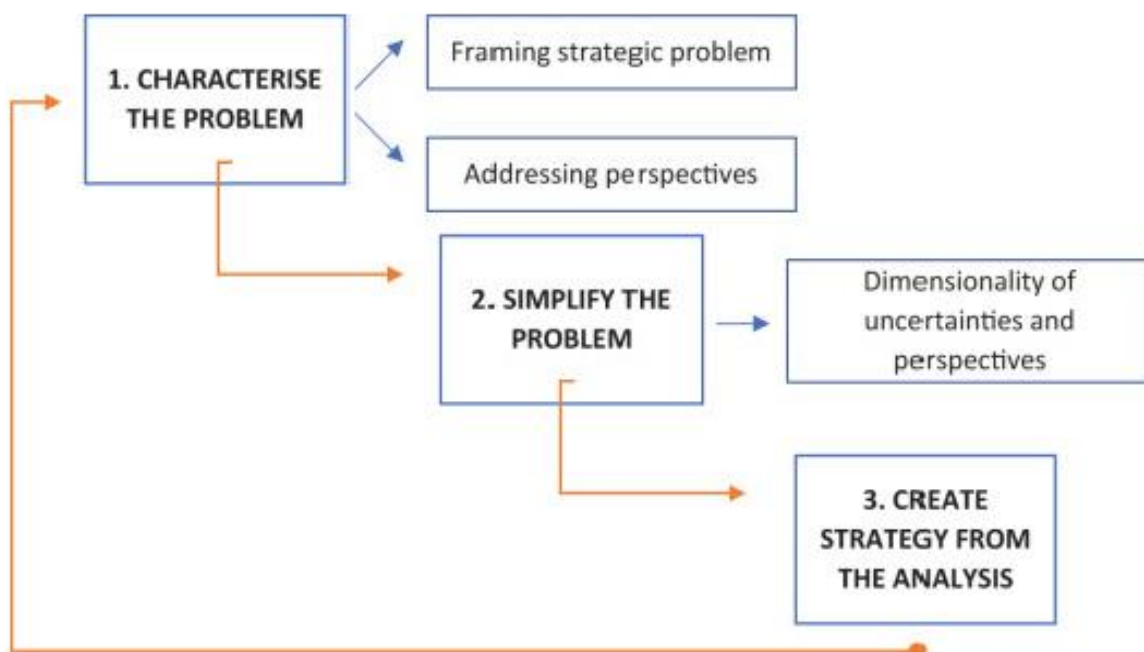 1. CHARACTERISE
THE PROBLEM
Framing strategic problem
Addressing perspectives
2. SIMPLIFY THE
PROBLEM
Dimensionality of
uncertainties and
perspectives
3. CREATE
STRATEGY FROM
THE ANALYSIS